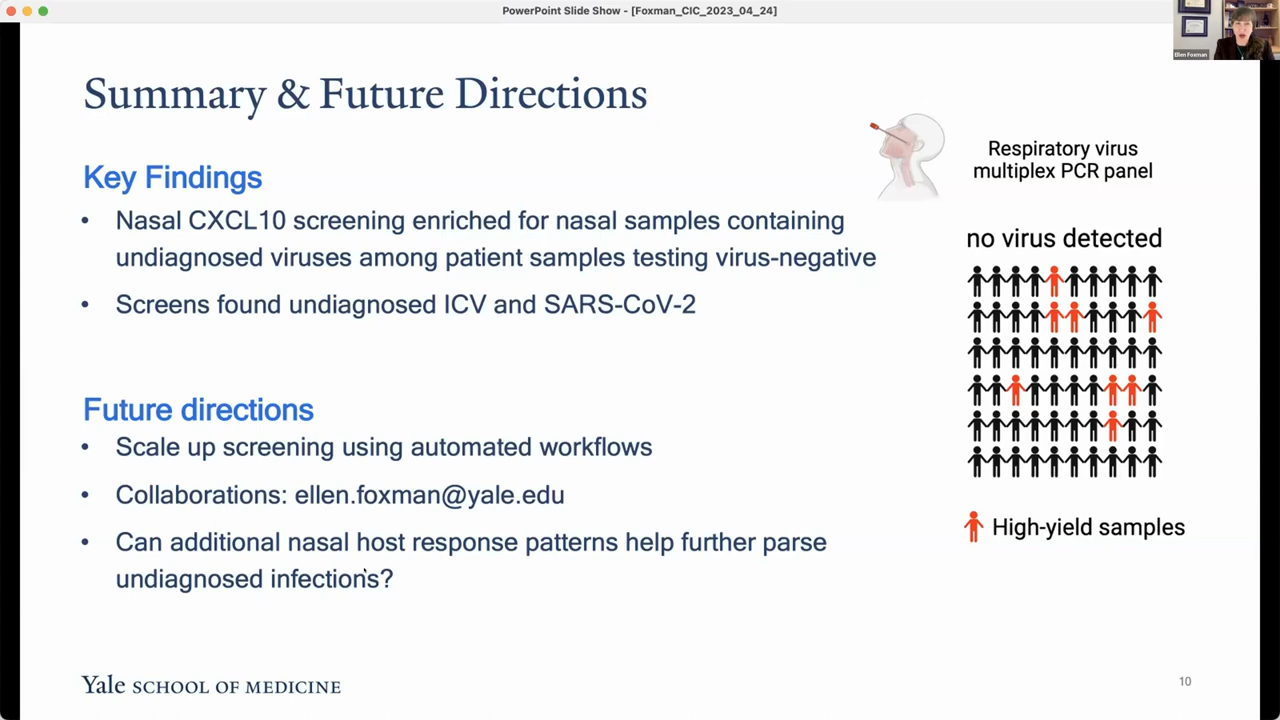 PowerPoint Slide Show - [Foxman_CIC_2023_04_24]
Ellen Foxman
Summary & Future Directions
Key Findings
• Nasal CXCL10 screening enriched for nasal samples containing
undiagnosed viruses among patient samples testing virus-negative
• Screens found undiagnosed ICV and SARS-CoV-2
Future directions
• Scale up screening using automated workflows
• Collaborations: ellen.foxman@yale.edu
• Can additional nasal host response patterns help further parse
undiagnosed infections?
Respiratory virus
multiplex PCR panel
no virus detected
High-yield samples
Yale SCHOOL OF MEDICINE
10